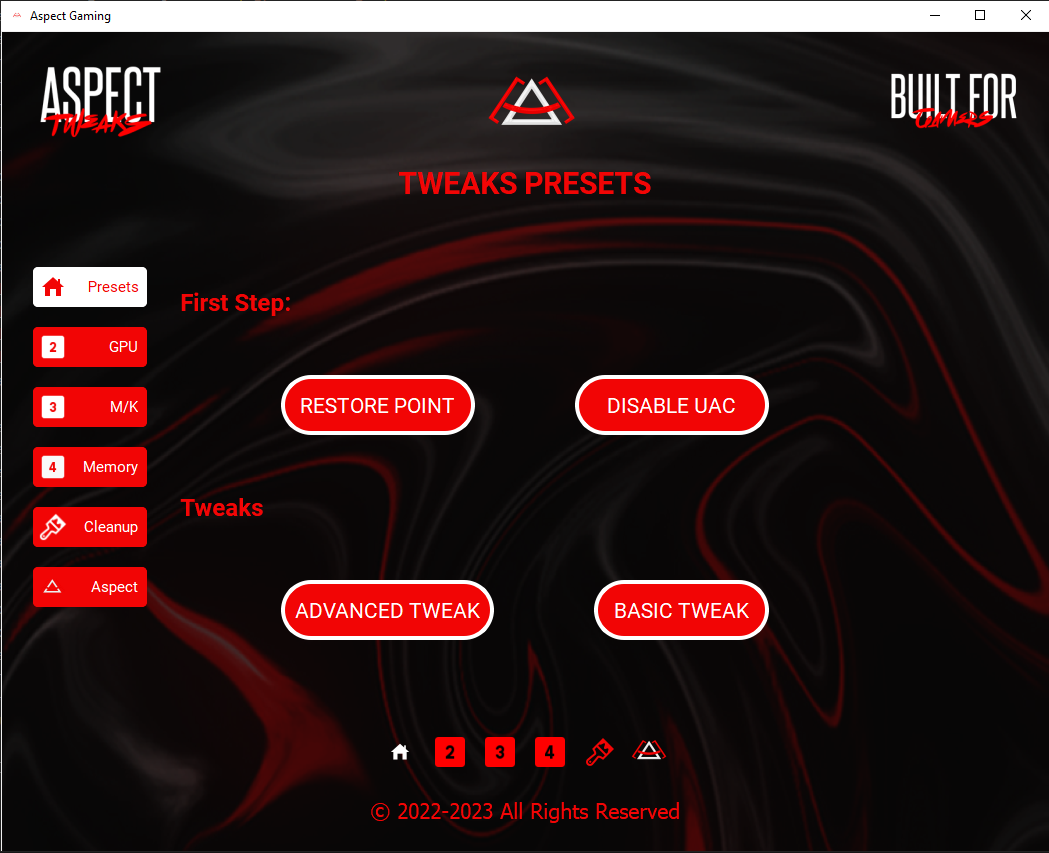 Aspect Gaming
ASPECT
TWEAKS
BUILT FOR
GAMERS
TWEAKS PRESETS
Presets
First Step:
2 GPU
3 M/K
RESTORE POINT
DISABLE UAC
4 Memory
Tweaks
Cleanup
Aspect
ADVANCED TWEAK
BASIC TWEAK
2 3 4
© 2022-2023 All Rights Reserved